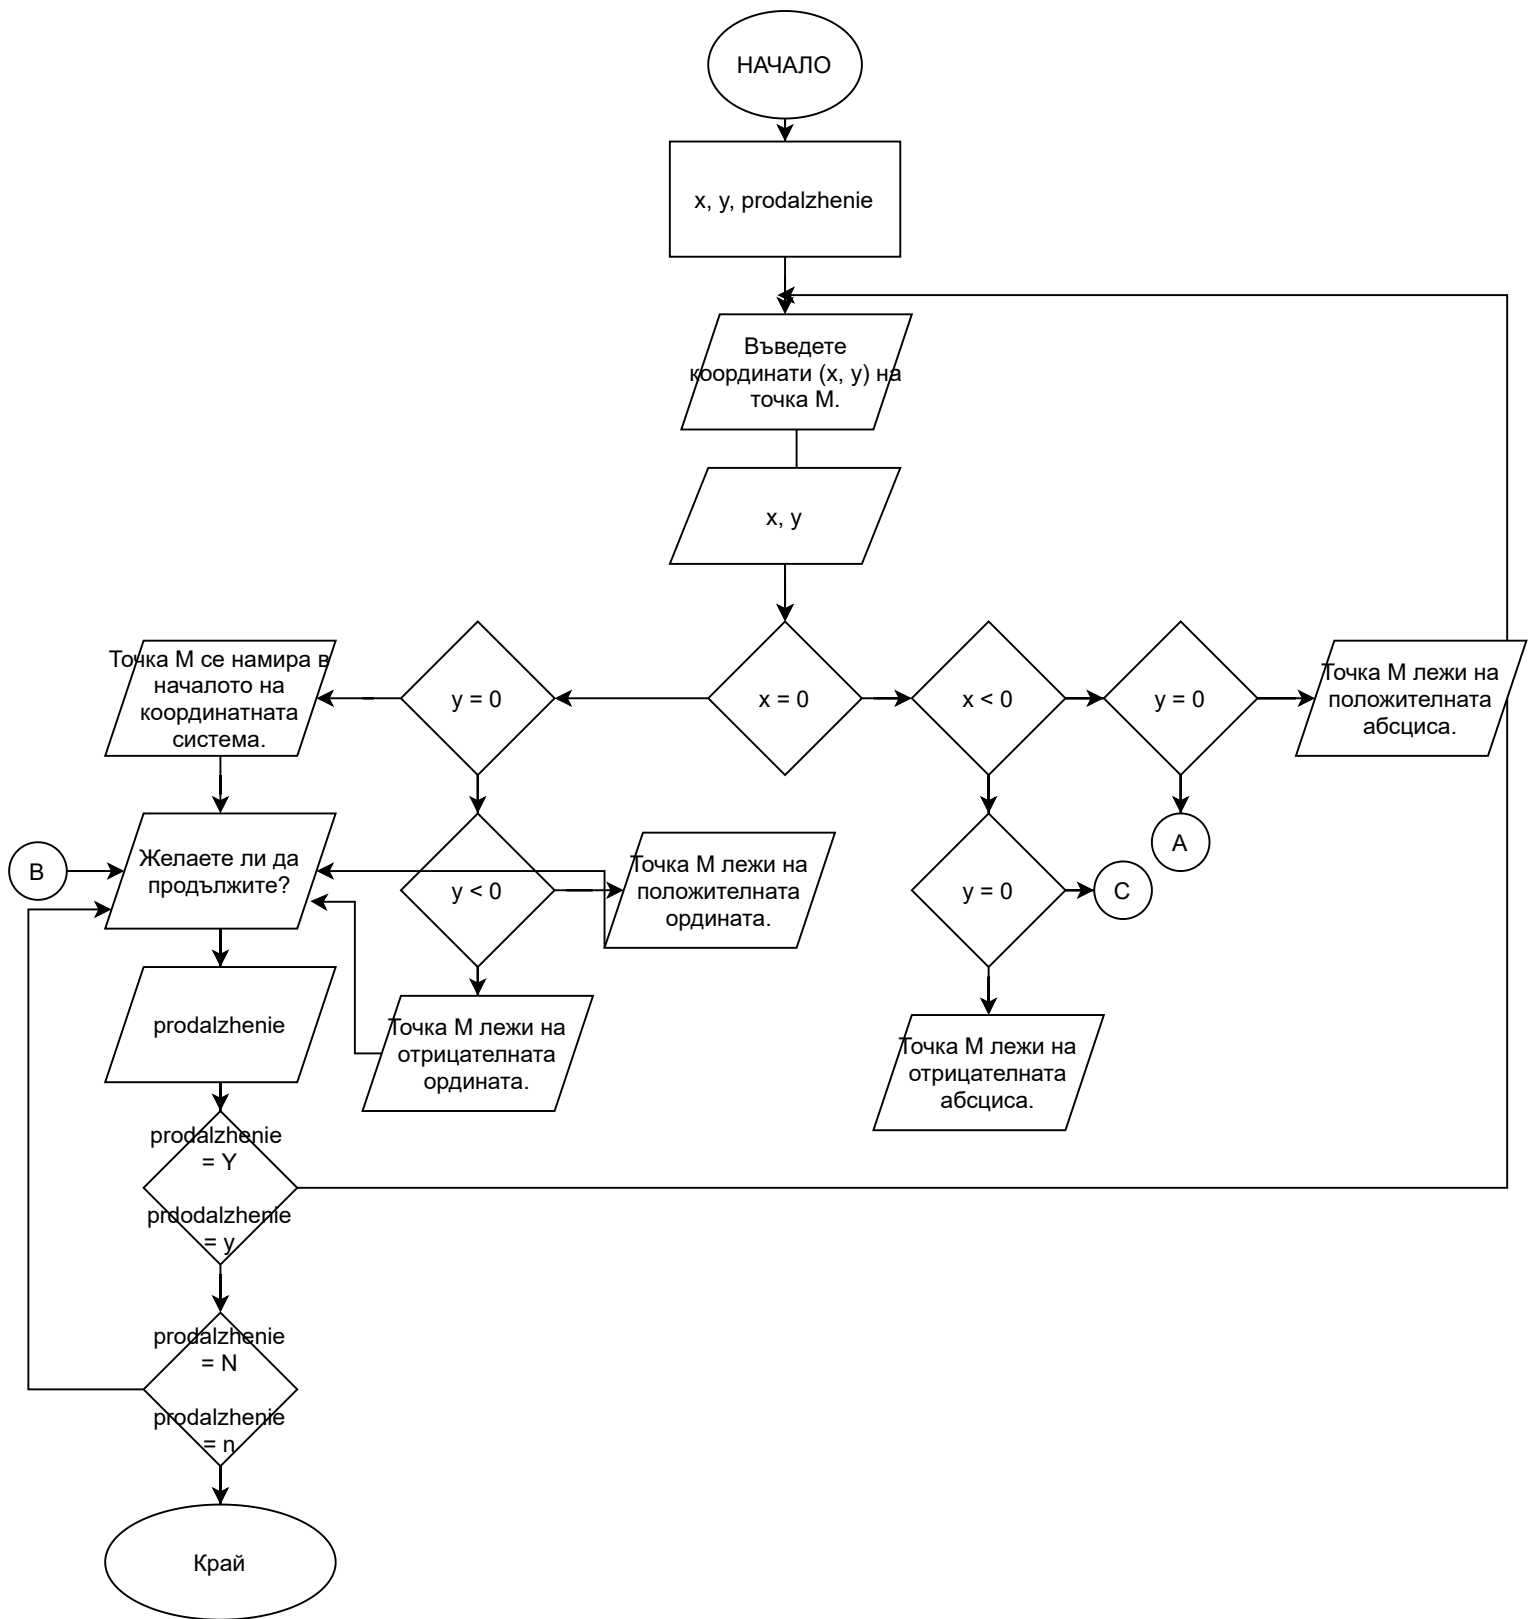 НАЧАЛО
x, y, prodalzhenie
Въведете
координати (x, y) на
точка М.
x, y
Точка М се намира в
началото на
координатната
система.
y = 0
x = 0
x < 0
y = 0
Точка М лежи на
положителната
абсциса.
B
Желаете ли да
продължите?
y < 0
Точка М лежи на
положителната
ордината.
y = 0
C
A
prodalzhenie
Точка М лежи на
отрицателната
ордината.
Точка М лежи на
отрицателната
абсциса.
prodalzhenie
= Y
prdodalzhenie
= y
prodalzhenie
= N
prodalzhenie
= n
Край